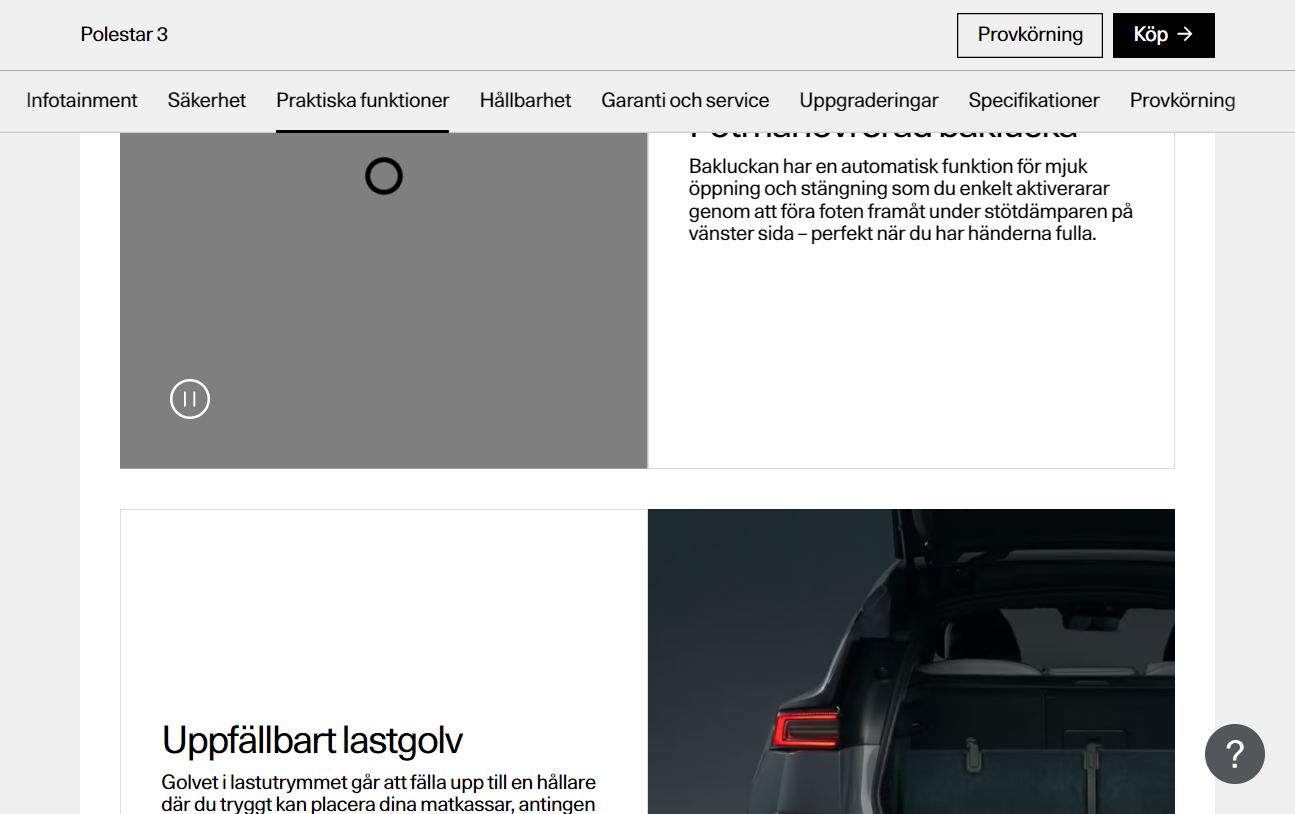 Polestar 3
Provkörning
Köp →
Infotainment
Säkerhet
Praktiska funktioner
Hållbarhet
Garanti och service
Uppgraderingar
Specifikationer
Provkörning
Bakluckan har en automatisk funktion för mjuk
öppning och stängning som du enkelt aktiverarar
genom att föra foten framåt under stötdämparen på
vänster sida – perfekt när du har händerna fulla.
Uppfällbart lastgolv
Golvet i lastutrymmet går att fälla upp till en hållare
där du tryggt kan placera dina matkassar, antingen
?